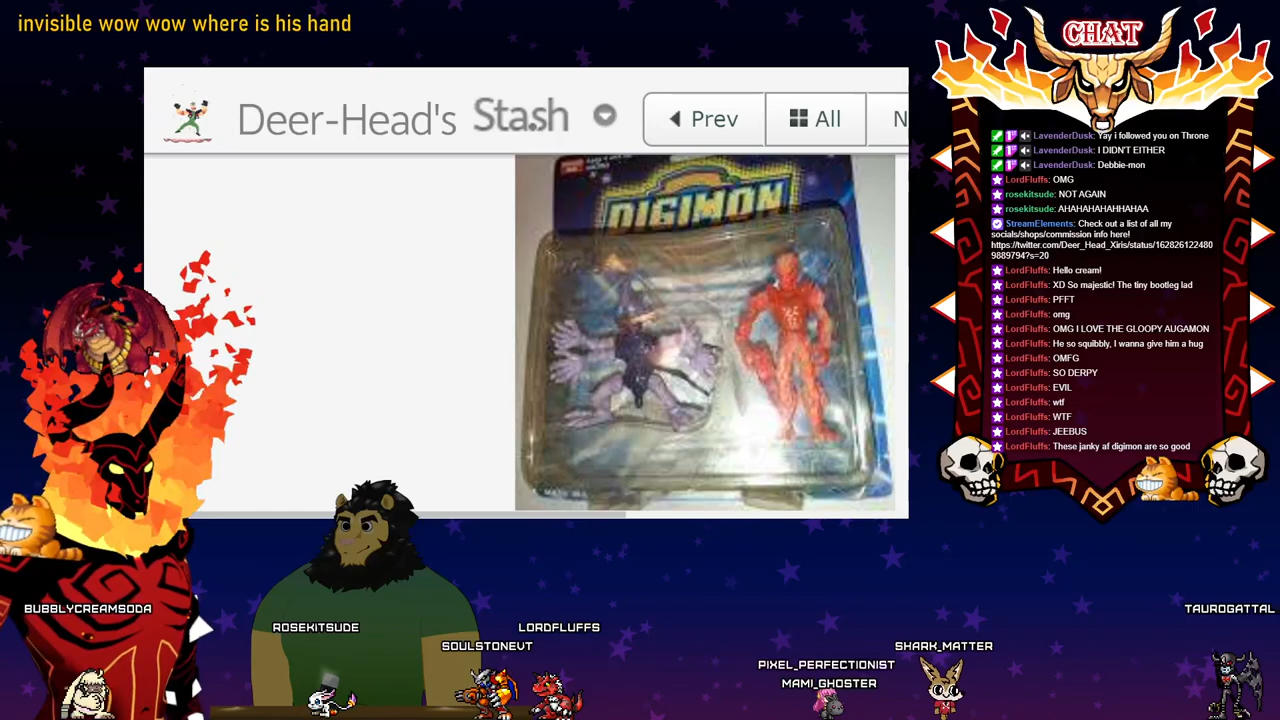 invisible wow wow where is his hand
Deer-Head's Stash
Prev
All
N
DIGIMON
CHAT
LavenderDusk: Yay i followed you on Throne
LavenderDusk: I DIDN'T EITHER
LavenderDusk: Debbie-mon
LordFluffs: OMG
rosekitsude: NOT AGAIN
rosekitsude: AHAHAHAHAHHAHAA
StreamElements: Check out a list of all my
socials/shops/commission info here!
https://twitter.com/Deer_Head_Xiris/status/162826122480
9889794?s=20
LordFluffs: Hello cream!
LordFluffs: XD So majestic! The tiny bootleg lad
LordFluffs: PFFT
LordFluffs: omg
LordFluffs: OMG I LOVE THE GLOOPY AUGAMON
LordFluffs: He so squibbly, I wanna give him a hug
LordFluffs: OMFG
LordFluffs: SO DERPY
LordFluffs: EVIL
LordFluffs: wtf
LordFluffs: WTF
LordFluffs: JEEBUS
LordFluffs: These janky af digimon are so good
BUBBLYCREAMSODA
ROSEKITSUDE
LORDFLUFFS
SOULSTONEVT
PIXEL_PERFECTIONIST
MAMI_GHOSTER
SHARK_MATTER
TAUROGATTAL